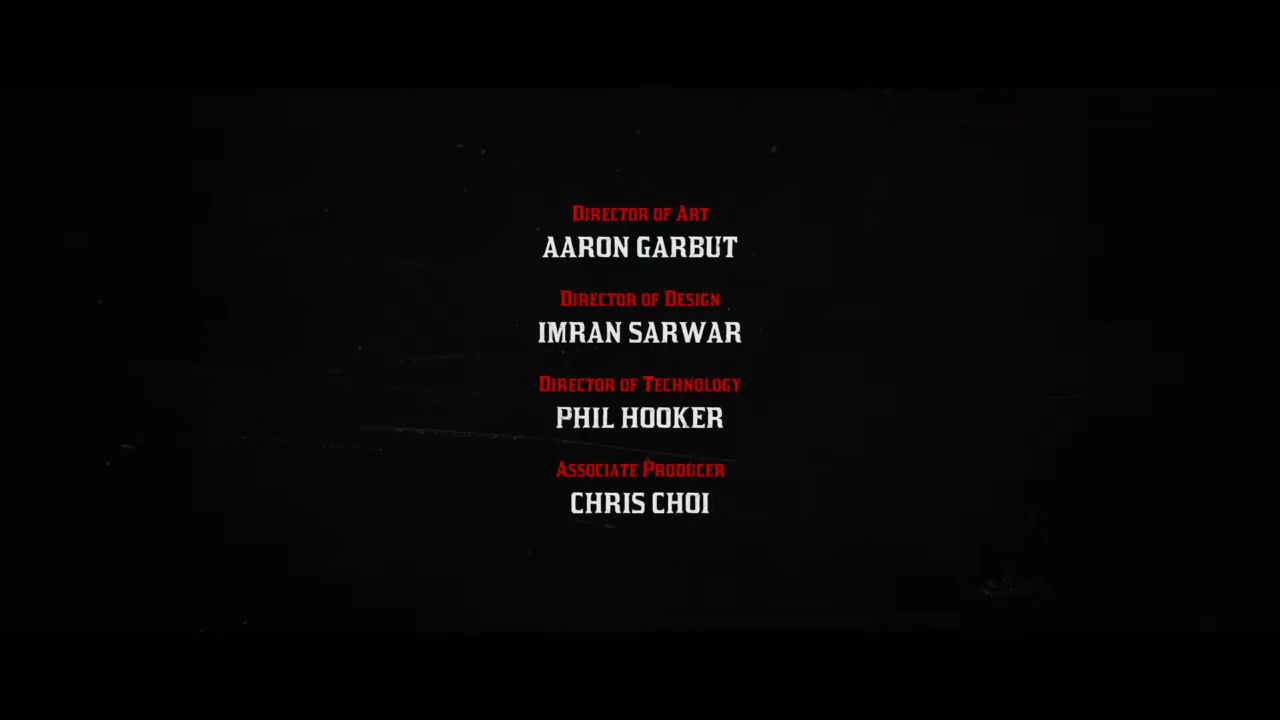 Director of Art
AARON GARBUT
Director of Design
IMRAN SARWAR
Director of Technology
PHIL HOOKER
Associate Producer
CHRIS CHOI